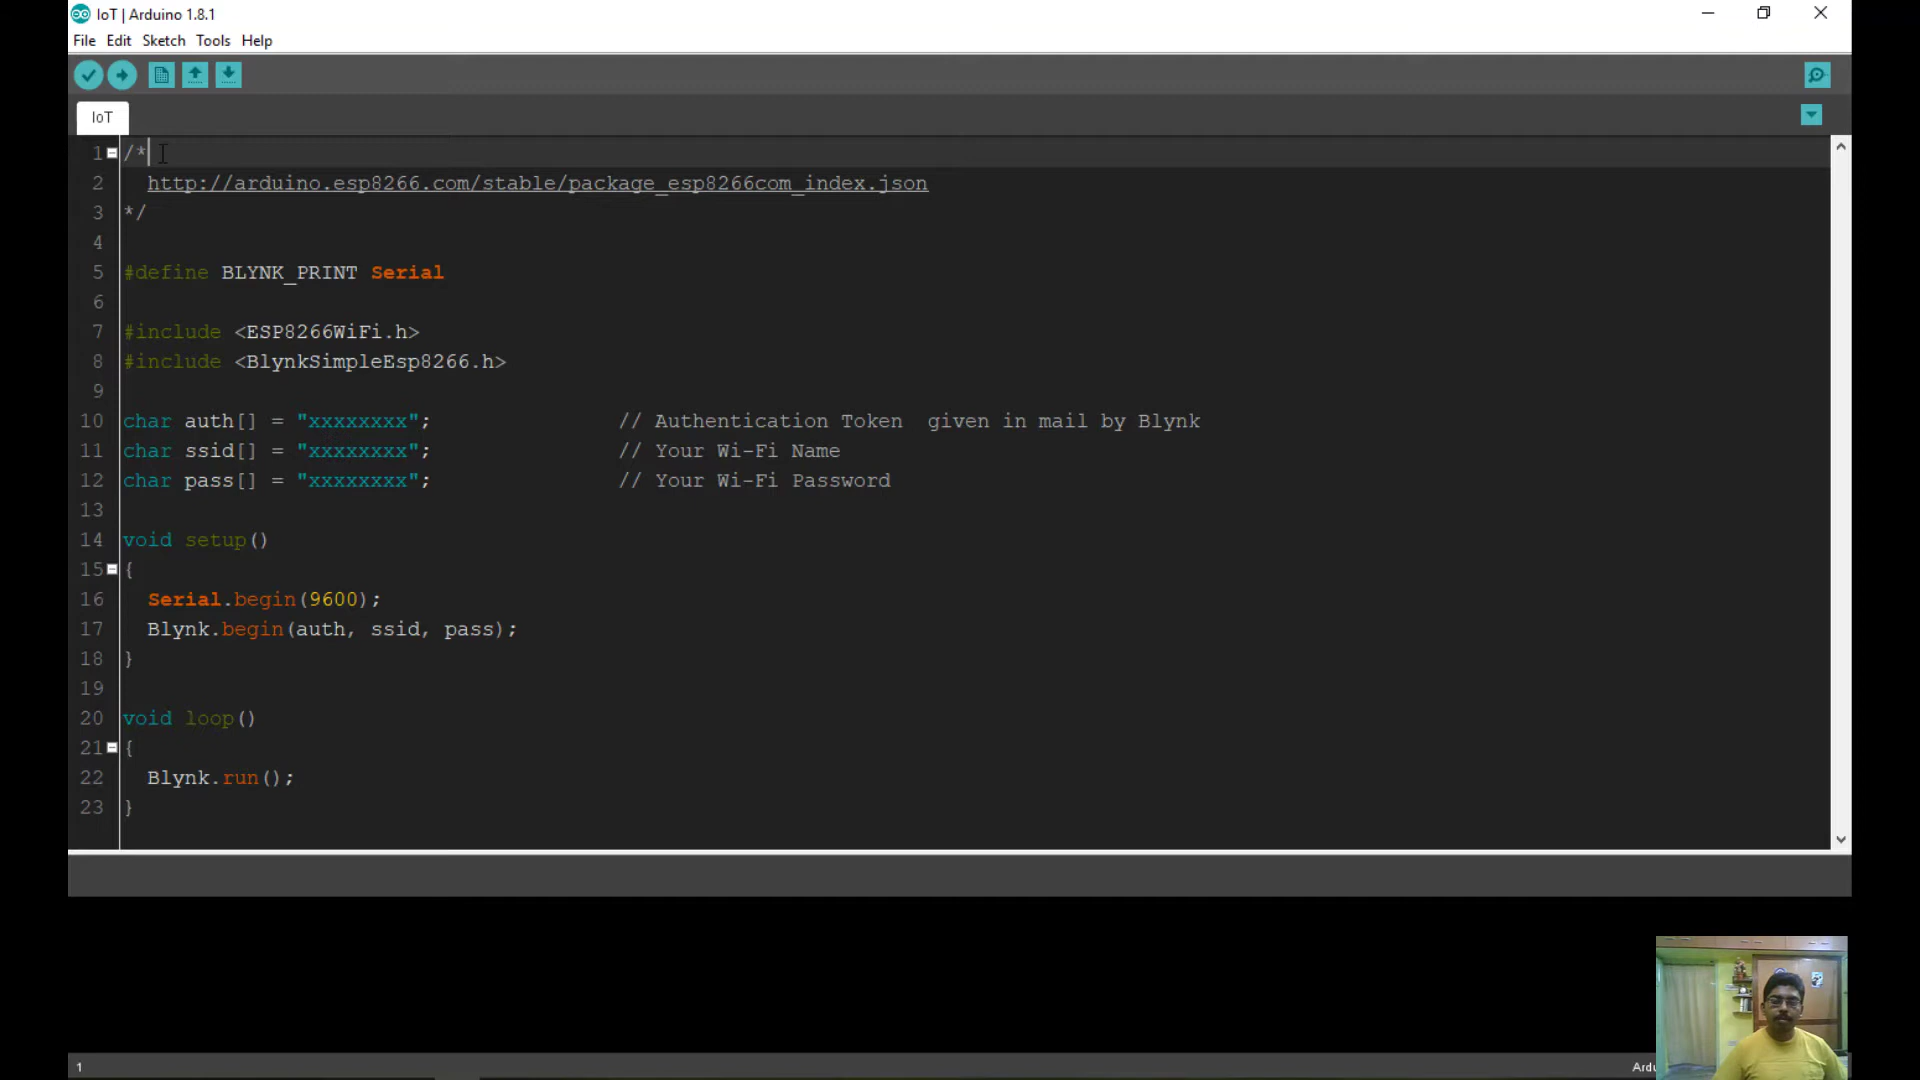 IoT | Arduino 1.8.1
File Edit Sketch Tools Help
IoT
1 /*
2 http://arduino.esp8266.com/stable/package_esp8266com_index.json
3 */
4
5 #define BLYNK_PRINT Serial
6
7 #include <ESP8266WiFi.h>
8 #include <BlynkSimpleEsp8266.h>
9
10 char auth[] = "xxxxxxxx"; // Authentication Token  given in mail by Blynk
11 char ssid[] = "xxxxxxxx"; // Your Wi-Fi Name
12 char pass[] = "xxxxxxxx"; // Your Wi-Fi Password
13
14 void setup()
15 {
16 Serial.begin(9600);
17 Blynk.begin(auth, ssid, pass);
18 }
19
20 void loop()
21 {
22 Blynk.run();
23 }
1 Ardu